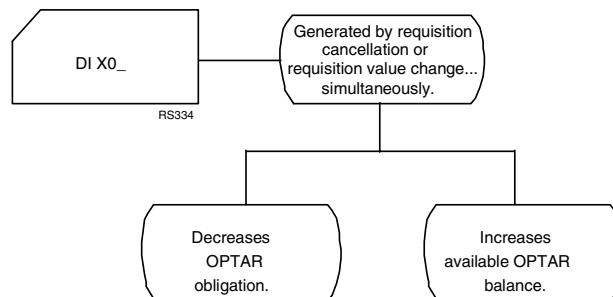 DI X0_
RS334
Generated by requisition
cancellation or
requisition value change...
simultaneously.
Decreases
OPTAR
obligation.
Increases
available OPTAR
balance.